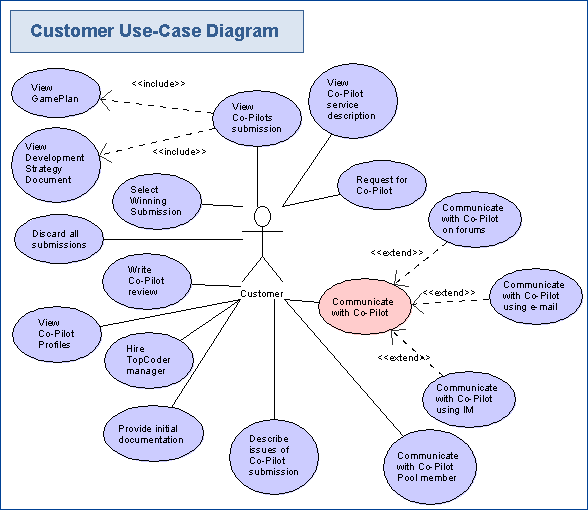 Customer Use-Case Diagram
View
GamePlan
<<include>>
View
Co-Pilots
submission
View
Co-Pilot
service
description
View
Development
Strategy
Document
<<include>>
Select
Winning
Submission
Request for
Co-Pilot
Discard all
submissions
Communicate
with Co-Pilot
on forums
<<extend>>
Write
Co-Pilot
review
Customer
Communicate
with Co-Pilot
<<extend>>
Communicate
with Co-Pilot
using e-mail
View
Co-Pilot
Profiles
Hire
TopCoder
manager
<<extend>>
Communicate
with Co-Pilot
using IM
Provide initial
documentation
Describe
issues of
Co-Pilot
submission
Communicate
with Co-Pilot
Pool member